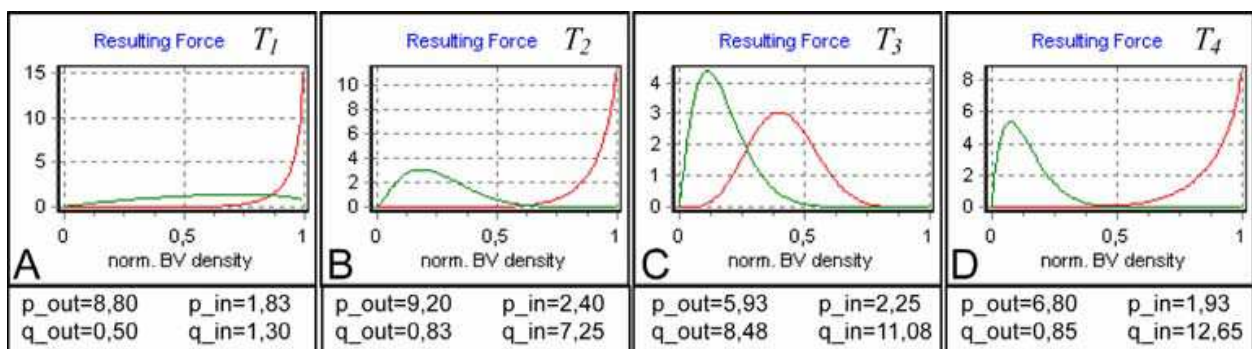 Resulting Force T1
15
10
5
0
0 0,5 1
norm. BV density
A
p_out=8,80 p_in=1,83
q_out=0,50 q_in=1,30
Resulting Force T2
10
8
6
4
2
0
0 0,5 1
norm. BV density
B
p_out=9,20 p_in=2,40
q_out=0,83 q_in=7,25
Resulting Force T3
4
3
2
1
0
0 0,5 1
norm. BV density
C
p_out=5,93 p_in=2,25
q_out=8,48 q_in=11,08
Resulting Force T4
8
6
4
2
0
0 0,5 1
norm. BV density
D
p_out=6,80 p_in=1,93
q_out=0,85 q_in=12,65